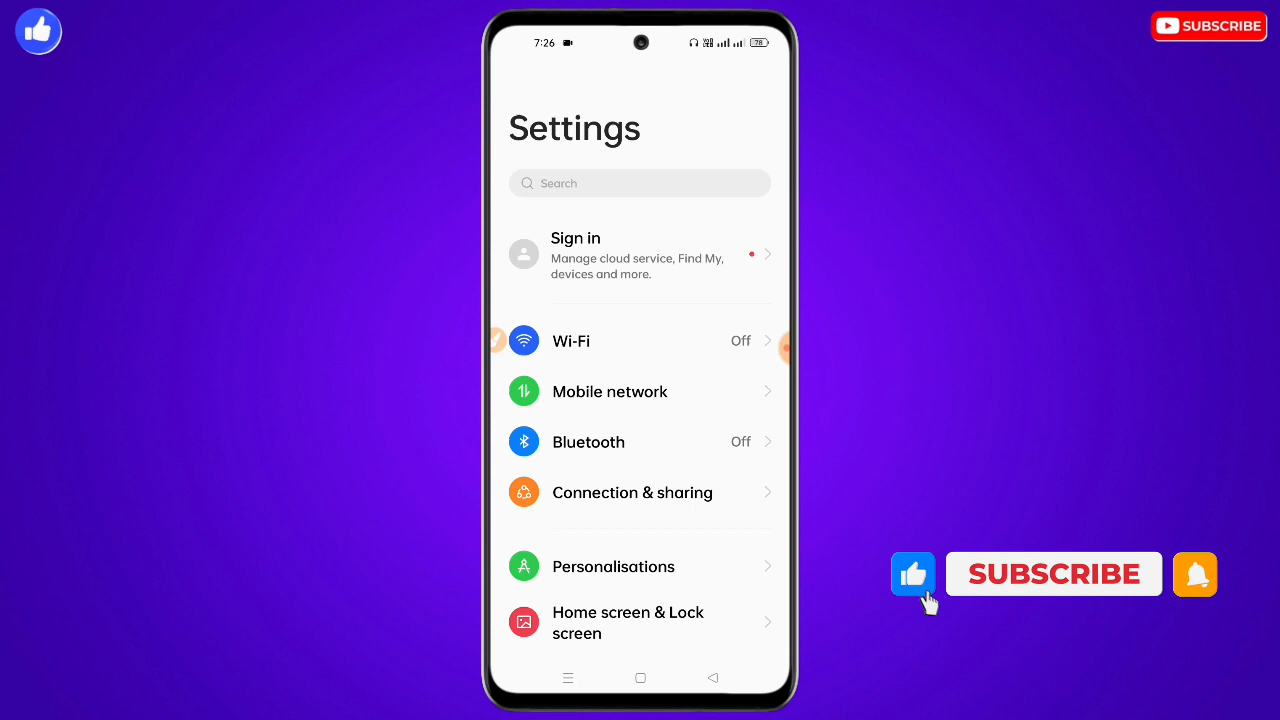 SUBSCRIBE
7:26
78
Settings
Search
Sign in
Manage cloud service, Find My,
devices and more.
Wi-Fi Off
Mobile network
Bluetooth Off
Connection & sharing
Personalisations
Home screen & Lock
screen
SUBSCRIBE